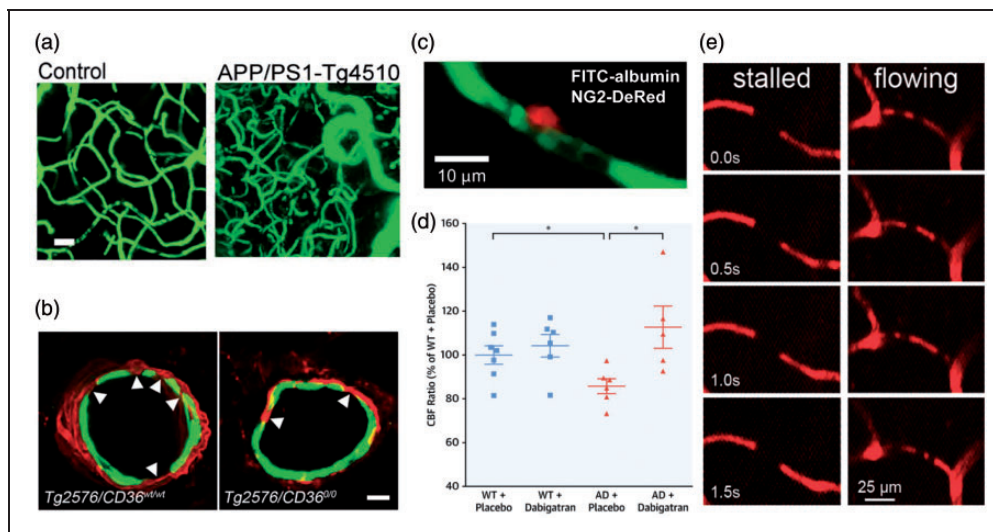 (a)
Control
APP/PS1-Tg4510
(b)
Tg2576/CD36wt/wt
Tg2576/CD360/0
(c)
FITC-albumin
NG2-DeRed
10 µm
(d)
CBF Ratio (% of WT + Placebo)
160
140
120
100
80
60
40
*
*
WT +
Placebo
WT +
Dabigatran
AD +
Placebo
AD +
Dabigatran
(e)
stalled
flowing
0.0s
0.5s
1.0s
1.5s
25 µm